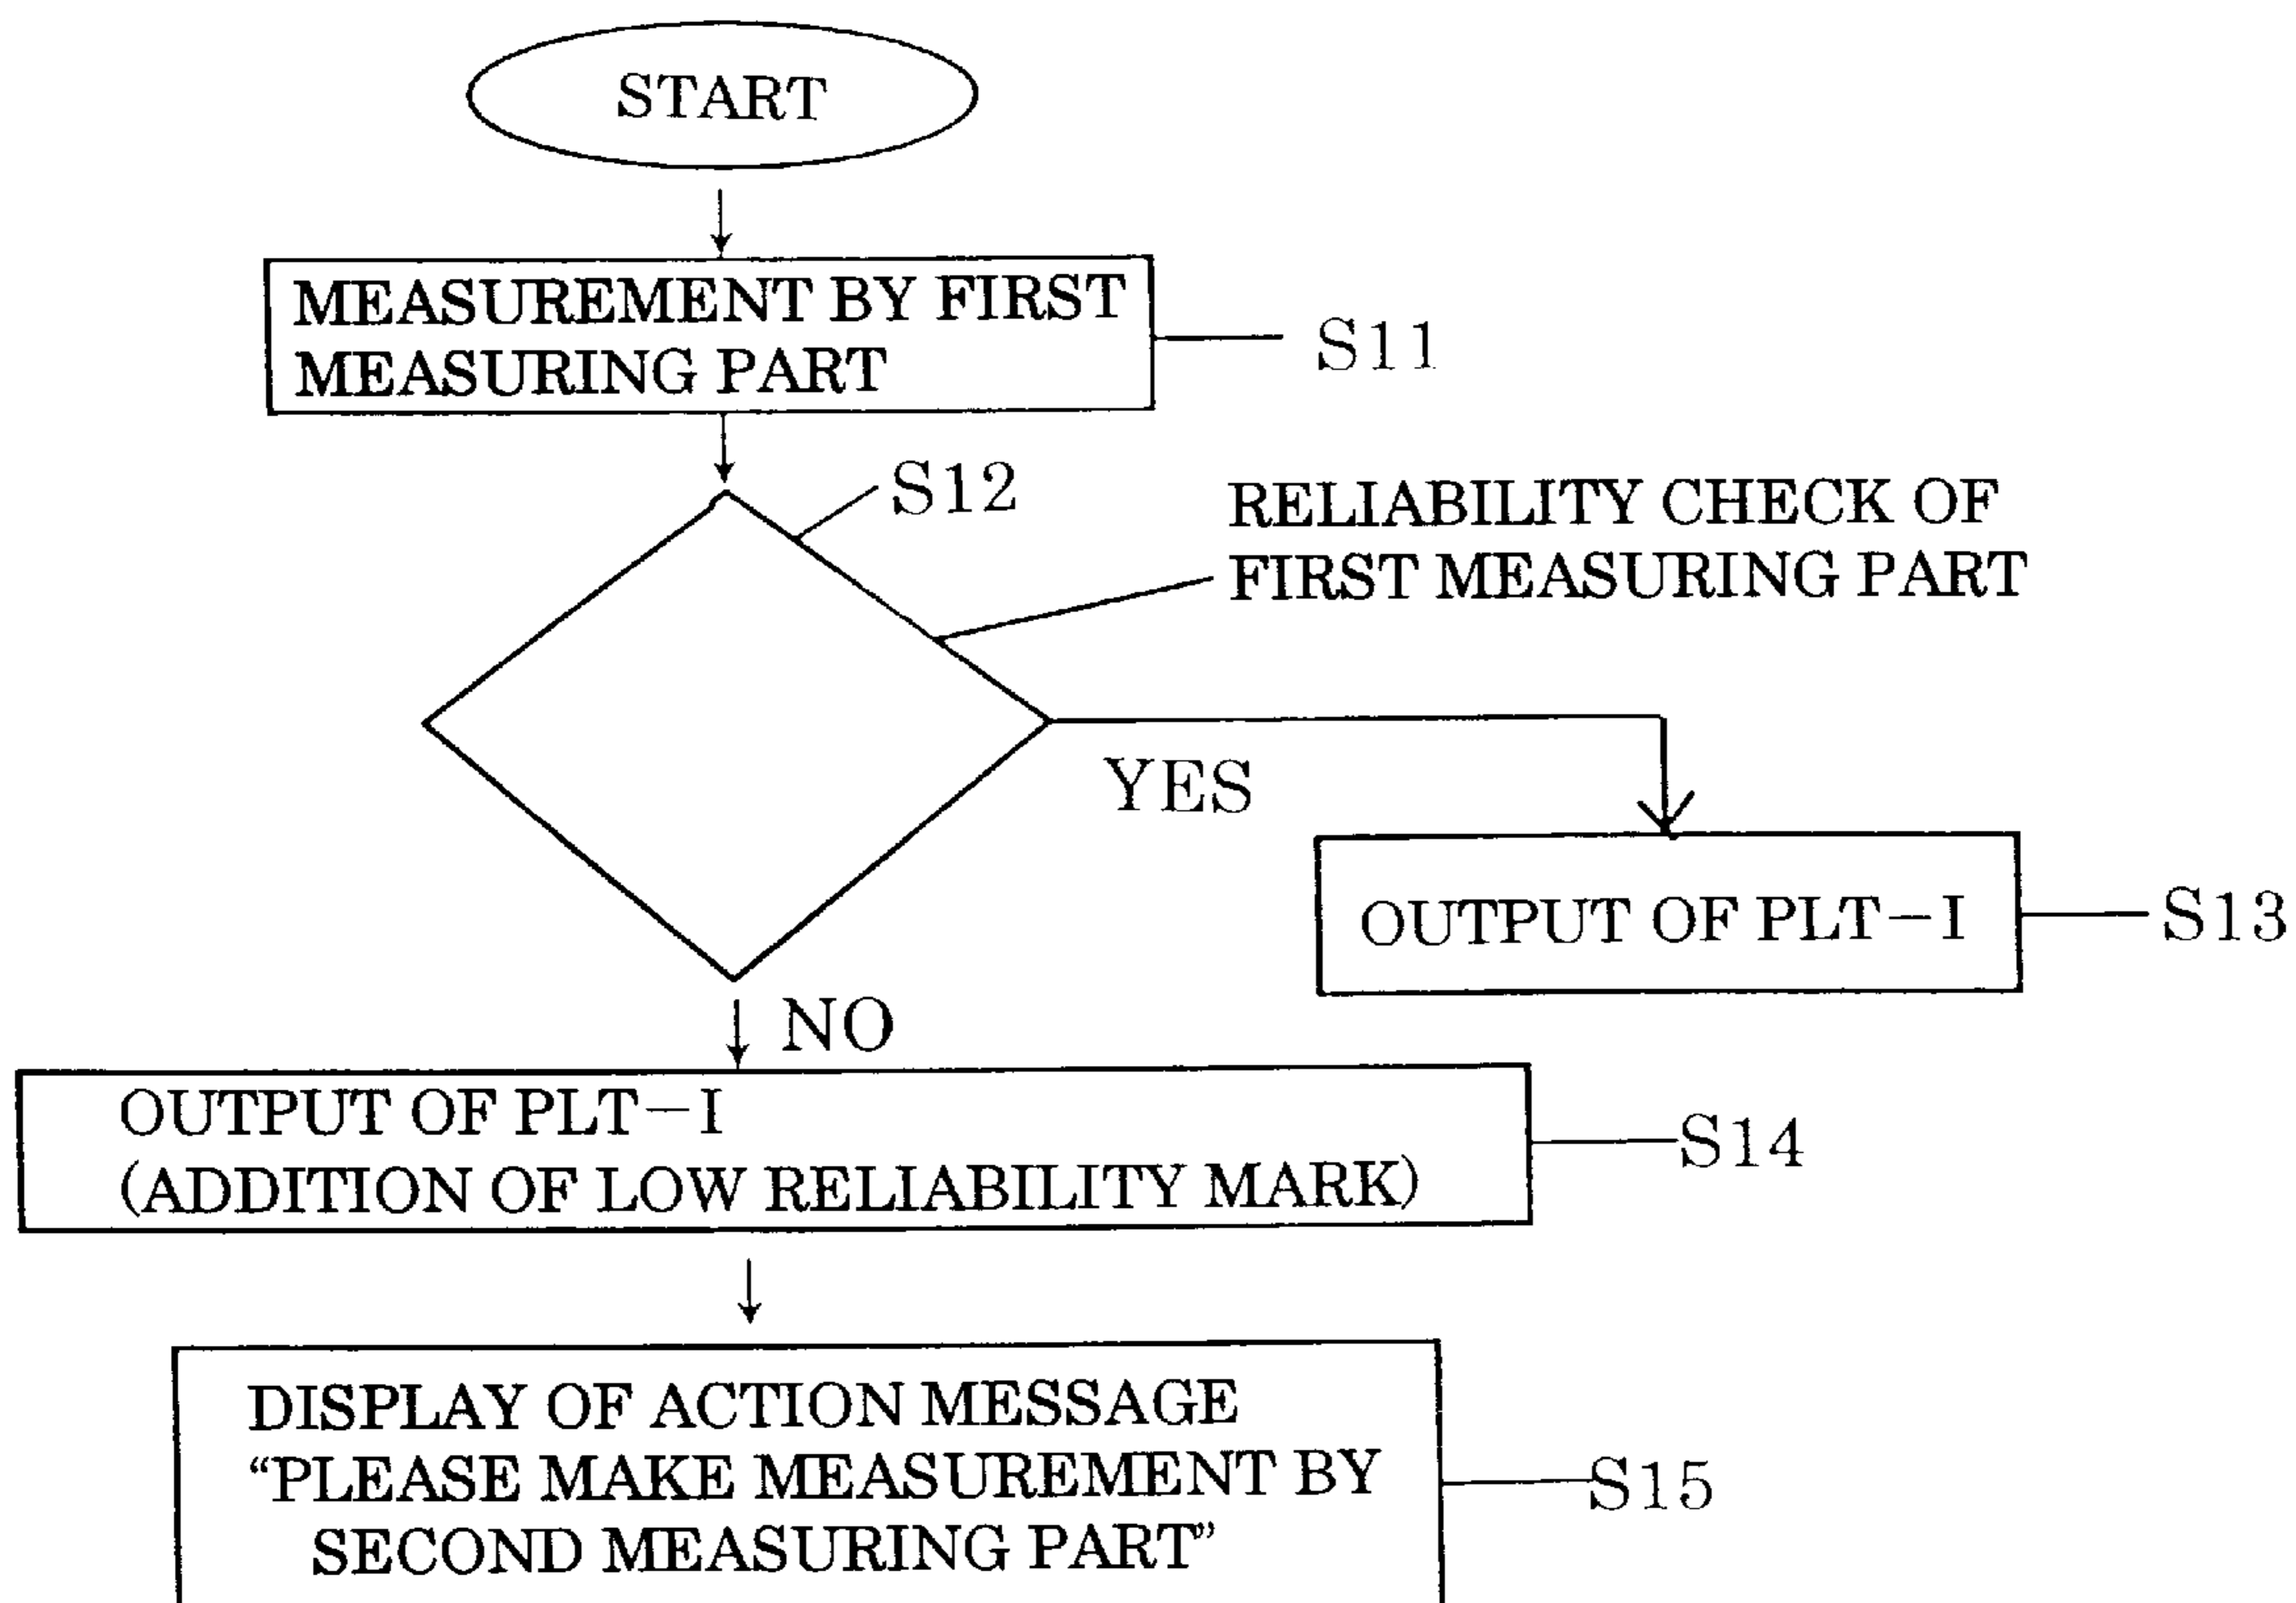 START
MEASUREMENT BY FIRST
MEASURING PART
S11
S12
RELIABILITY CHECK OF
FIRST MEASURING PART
YES
OUTPUT OF PLT-I
S13
NO
OUTPUT OF PLT-I
(ADDITION OF LOW RELIABILITY MARK)
S14
DISPLAY OF ACTION MESSAGE
“PLEASE MAKE MEASUREMENT BY
SECOND MEASURING PART”
S15